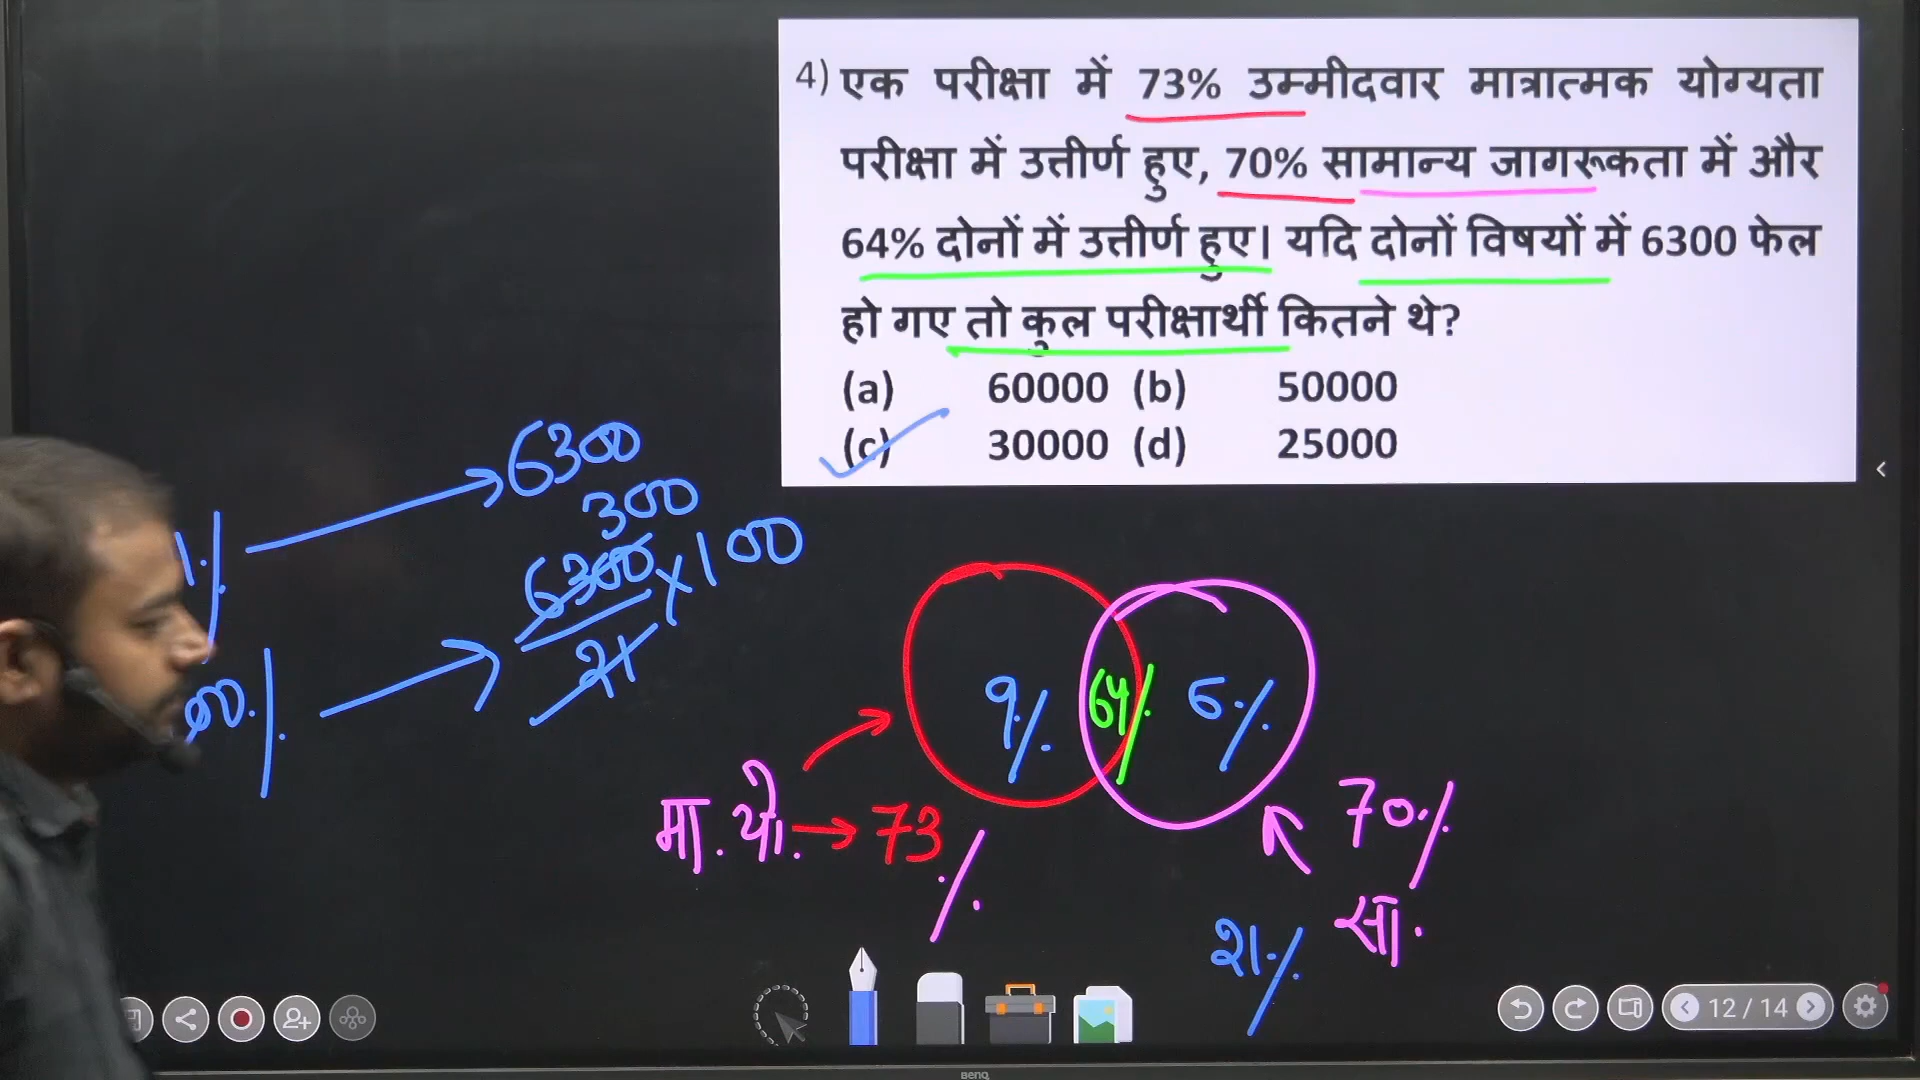 4) एक परीक्षा में 73% उम्मीदवार मात्रात्मक योग्यता
परीक्षा में उत्तीर्ण हुए, 70% सामान्य जागरूकता में और
64% दोनों में उत्तीर्ण हुए। यदि दोनों विषयों में 6300 फेल
हो गए तो कुल परीक्षार्थी कितने थे?
(a) 60000 (b) 50000
(c) 30000 (d) 25000
6300
300
6300 × 100
21
9%
64%
6%
मा. यो. → 73%
70%
सा.
21%
12 / 14
BENQ